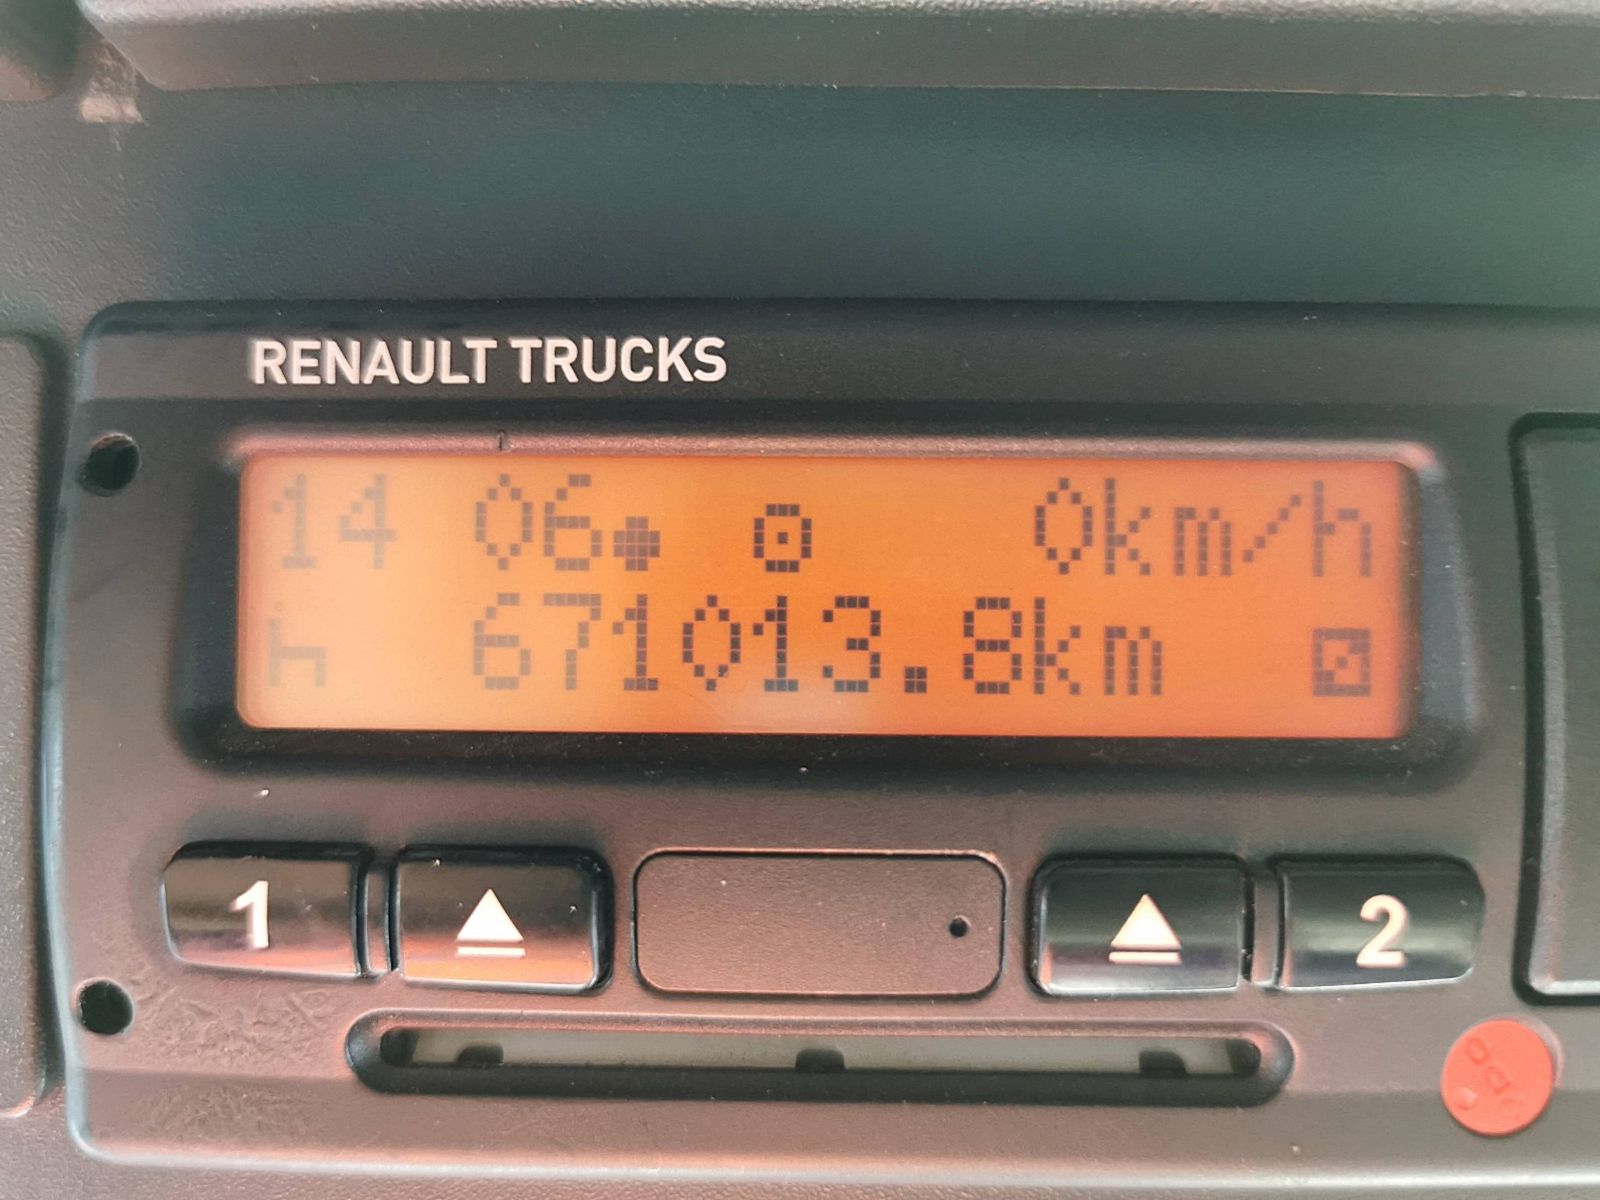 RENAULT TRUCKS
14 06● ⊙ 0km/h
h 671013.8km
1
2